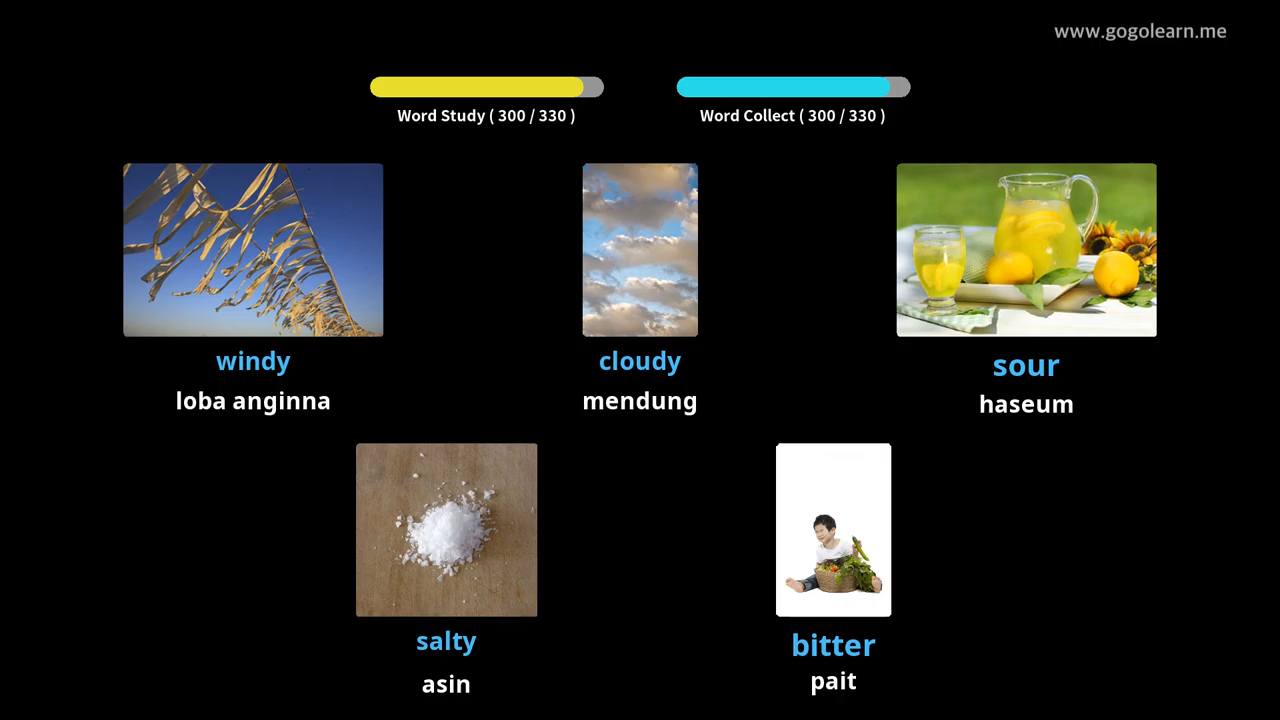 www.gogolearn.me
Word Study ( 300 / 330 )
Word Collect ( 300 / 330 )
windy
loba anginna
cloudy
mendung
sour
haseum
salty
asin
bitter
pait